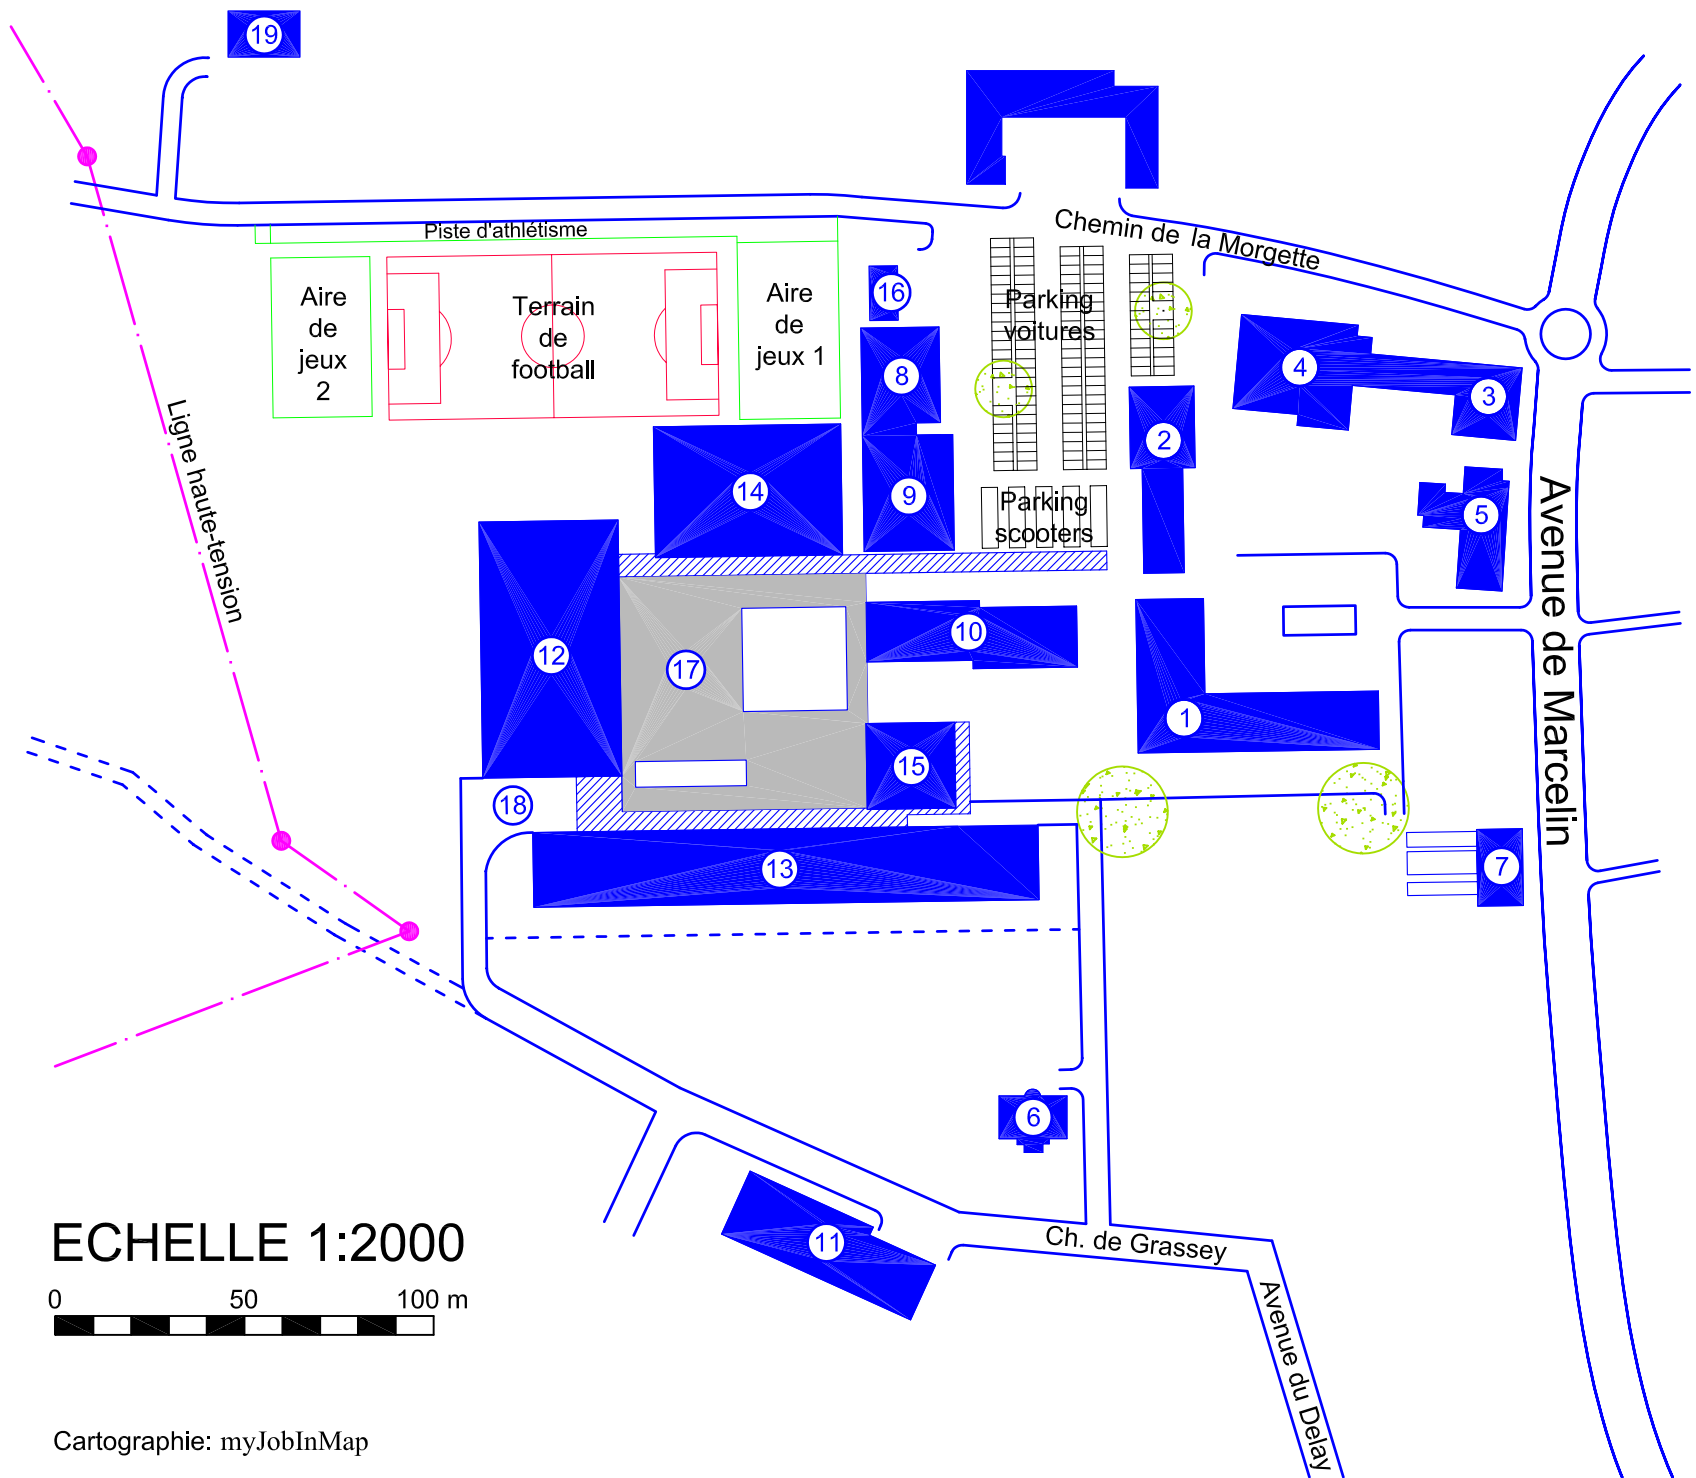 19
Chemin de la Morgette
Piste d'athlétisme
Aire
de
jeux
2
Terrain
de
football
Aire
de
jeux 1
16
Parking
voitures
8
4
3
2
Ligne haute-tension
14
9
Parking
scooters
5
Avenue de Marcelin
12
17
10
1
15
18
13
7
6
11
Ch. de Grassey
Avenue du Delay
ECHELLE 1:2000
0 50 100 m
Cartographie: myJobInMap